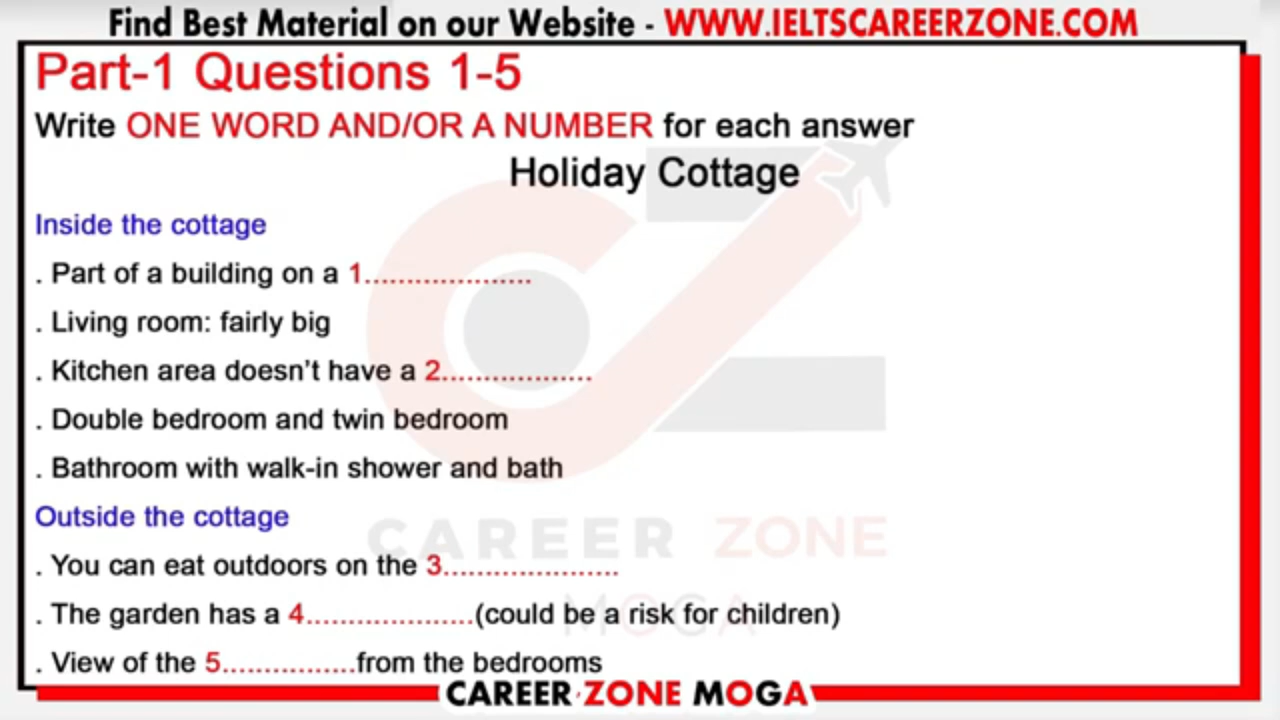 Find Best Material on our Website - WWW.IELTSCAREERZONE.COM
Part-1 Questions 1-5
Write ONE WORD AND/OR A NUMBER for each answer
Holiday Cottage
Inside the cottage
. Part of a building on a 1....................
. Living room: fairly big
. Kitchen area doesn't have a 2..................
. Double bedroom and twin bedroom
. Bathroom with walk-in shower and bath
Outside the cottage
CAREER ZONE
. You can eat outdoors on the 3.....................
. The garden has a 4....................(could be a risk for children)
MOGA
. View of the 5................from the bedrooms
CAREER ZONE MOGA